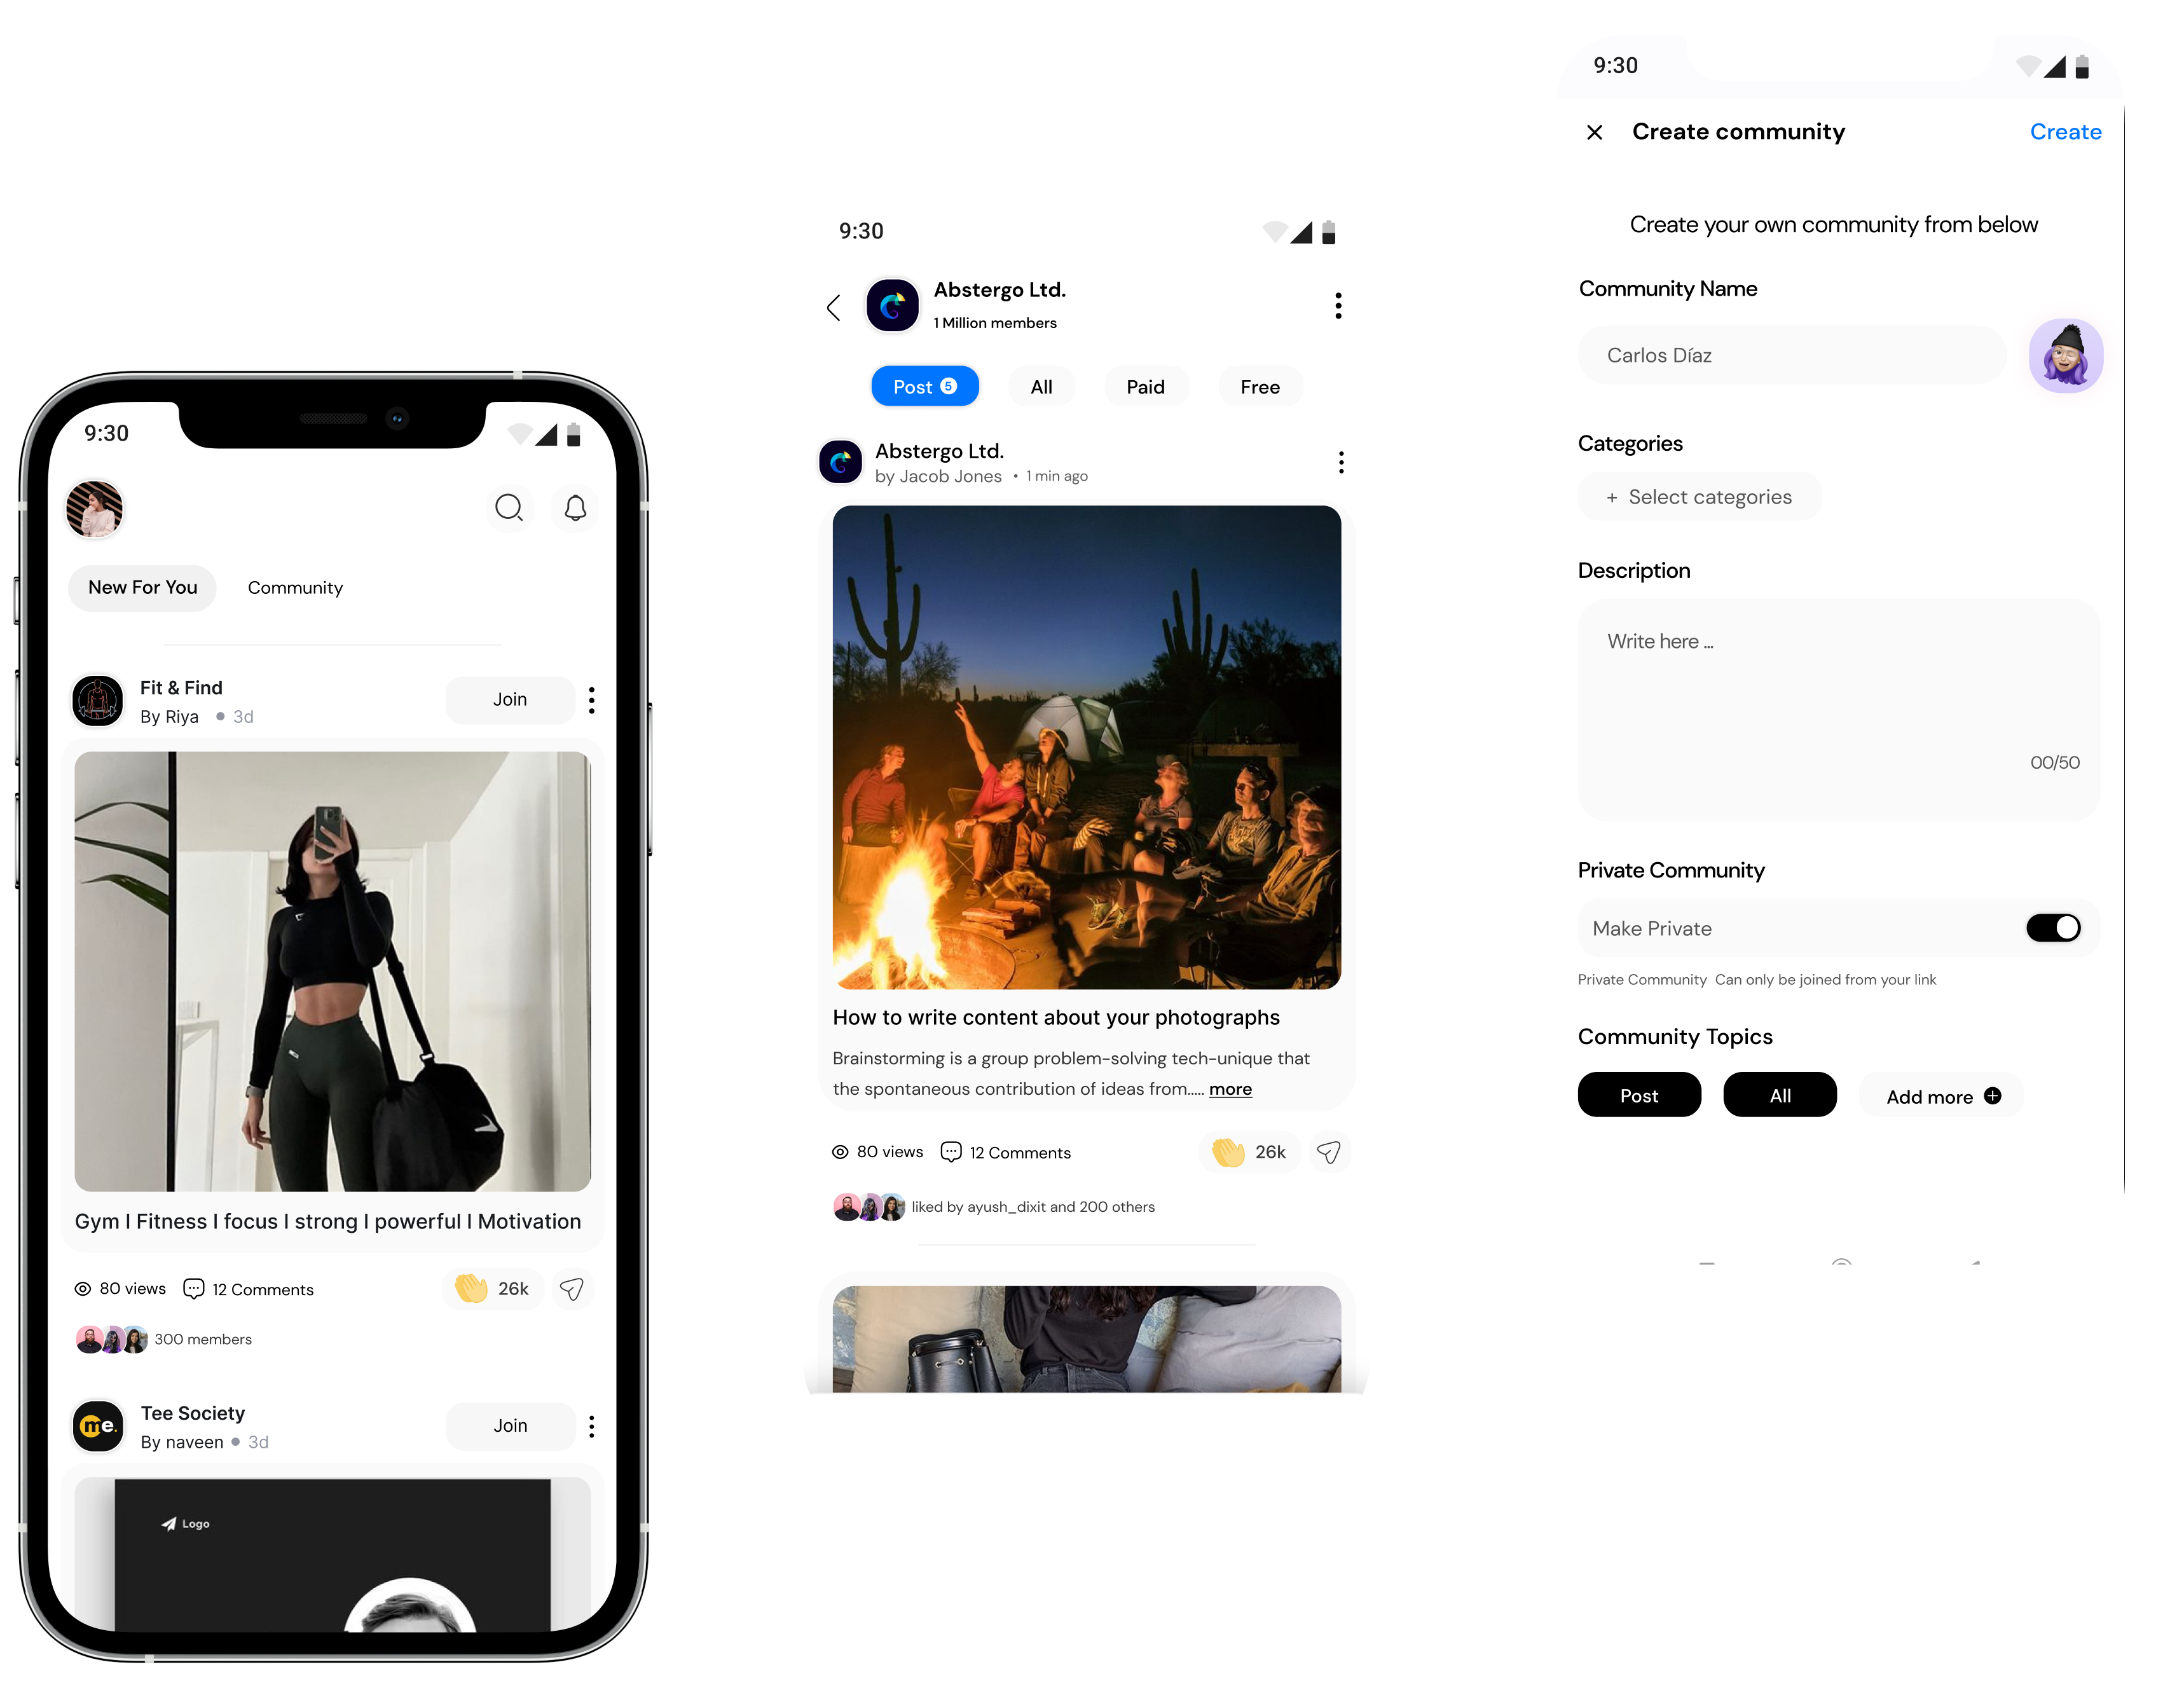 9:30
New For You
Community
Fit & Find
By Riya • 3d
Join
Gym I Fitness I focus I strong I powerful I Motivation
80 views
12 Comments
26k
300 members
me.
Tee Society
By naveen • 3d
Join
Logo
9:30
Abstergo Ltd.
1 Million members
Post 5
All
Paid
Free
Abstergo Ltd.
by Jacob Jones • 1 min ago
How to write content about your photographs
Brainstorming is a group problem-solving tech-unique that
the spontaneous contribution of ideas from..... more
80 views
12 Comments
26k
liked by ayush_dixit and 200 others
9:30
Create community
Create
Create your own community from below
Community Name
Carlos Díaz
Categories
+ Select categories
Description
Write here ...
00/50
Private Community
Make Private
Private Community Can only be joined from your link
Community Topics
Post
All
Add more